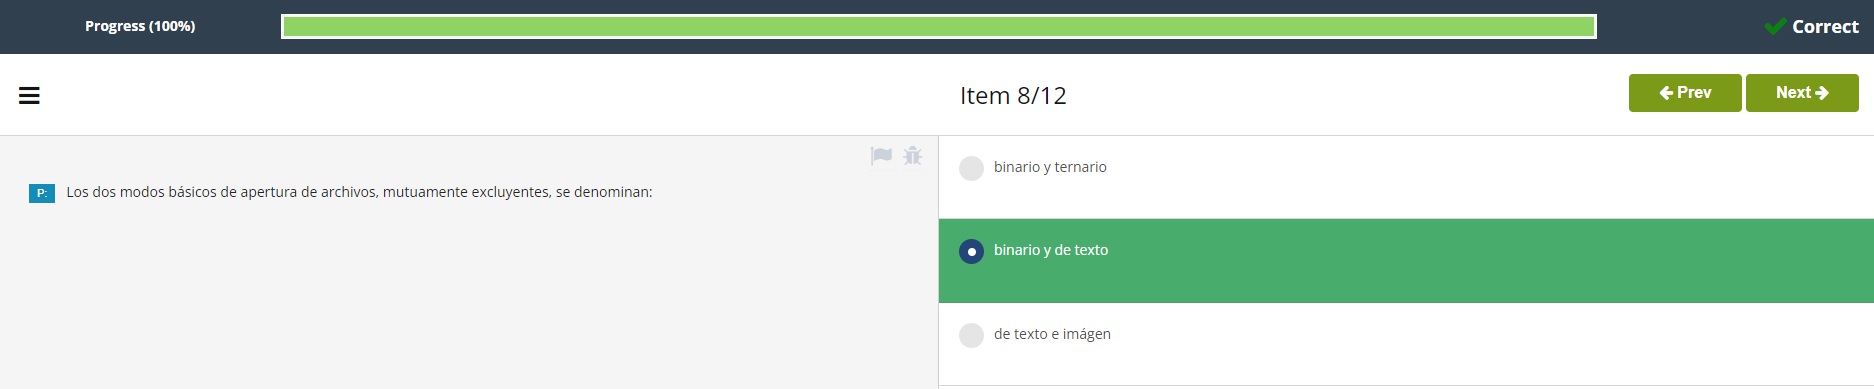 Progress (100%)
Correct
Item 8/12
Prev
Next
P:
Los dos modos básicos de apertura de archivos, mutuamente excluyentes, se denominan:
binario y ternario
binario y de texto
de texto e imágen